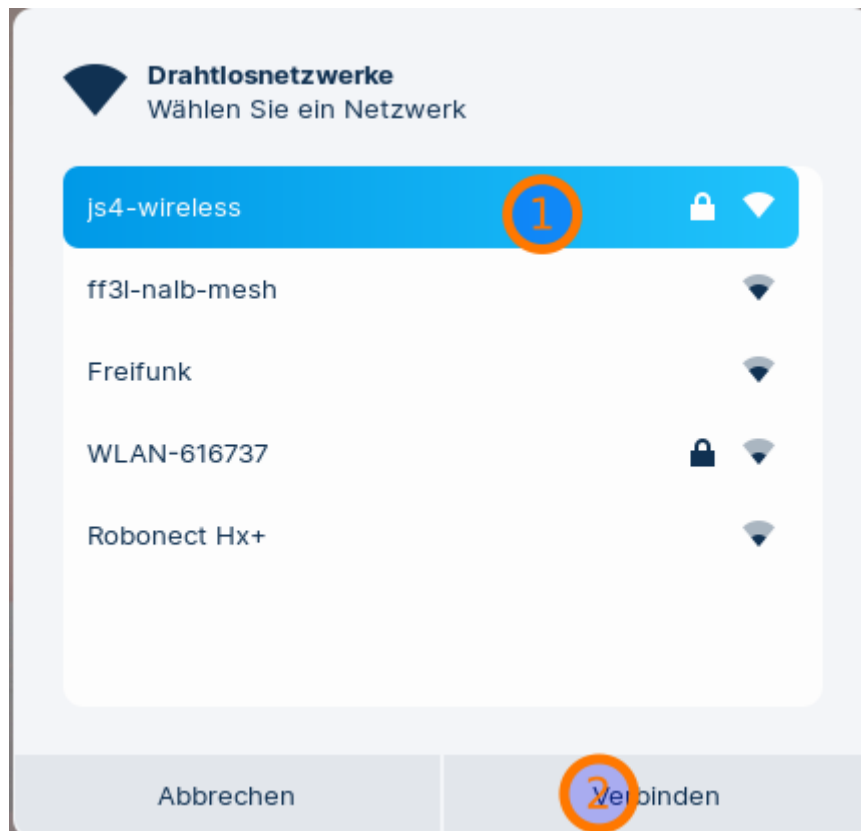 Drahtlosnetzwerke
Wählen Sie ein Netzwerk
js4-wireless
1
ff3l-nalb-mesh
Freifunk
WLAN-616737
Robonect Hx+
Abbrechen
2
Verbinden